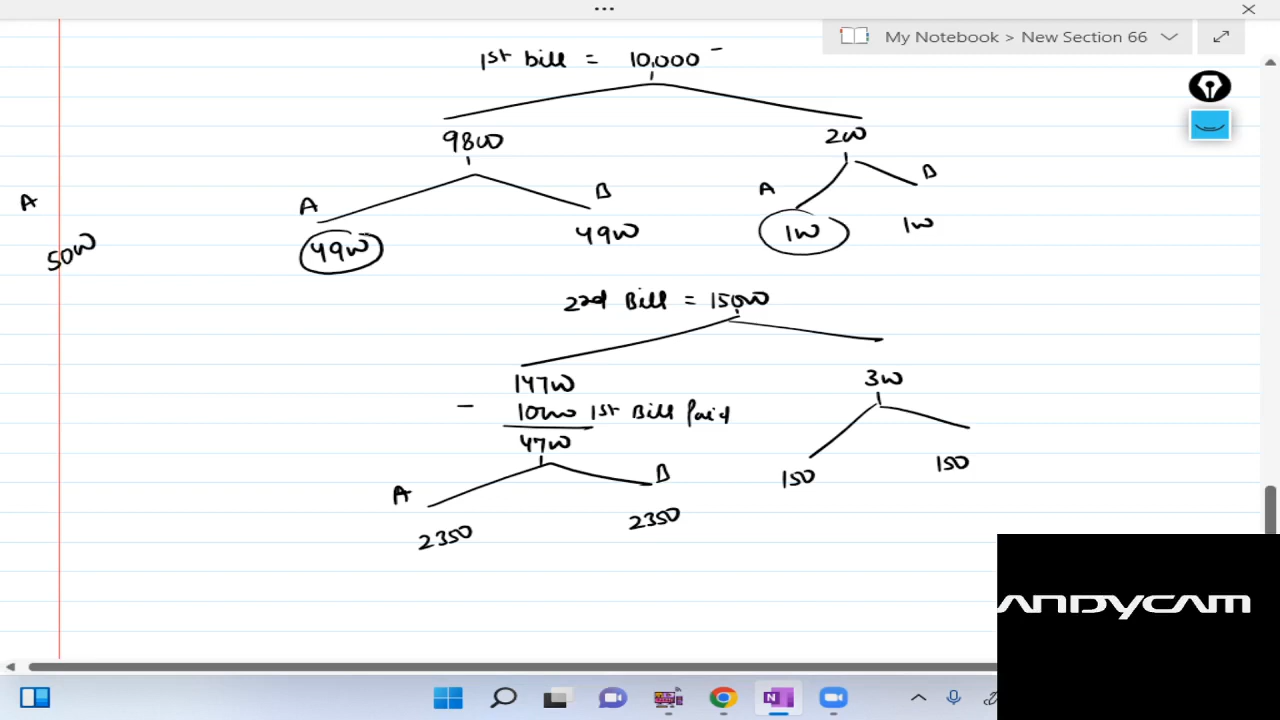 My Notebook > New Section 66
1st bill = 10,000
9800
200
A
B
A
B
A
4900
4900
100
100
5000
2nd Bill = 15000
14700
300
- 10000 1st Bill Paid
4700
A
B
2350
2350
150
150
ANDYCAM